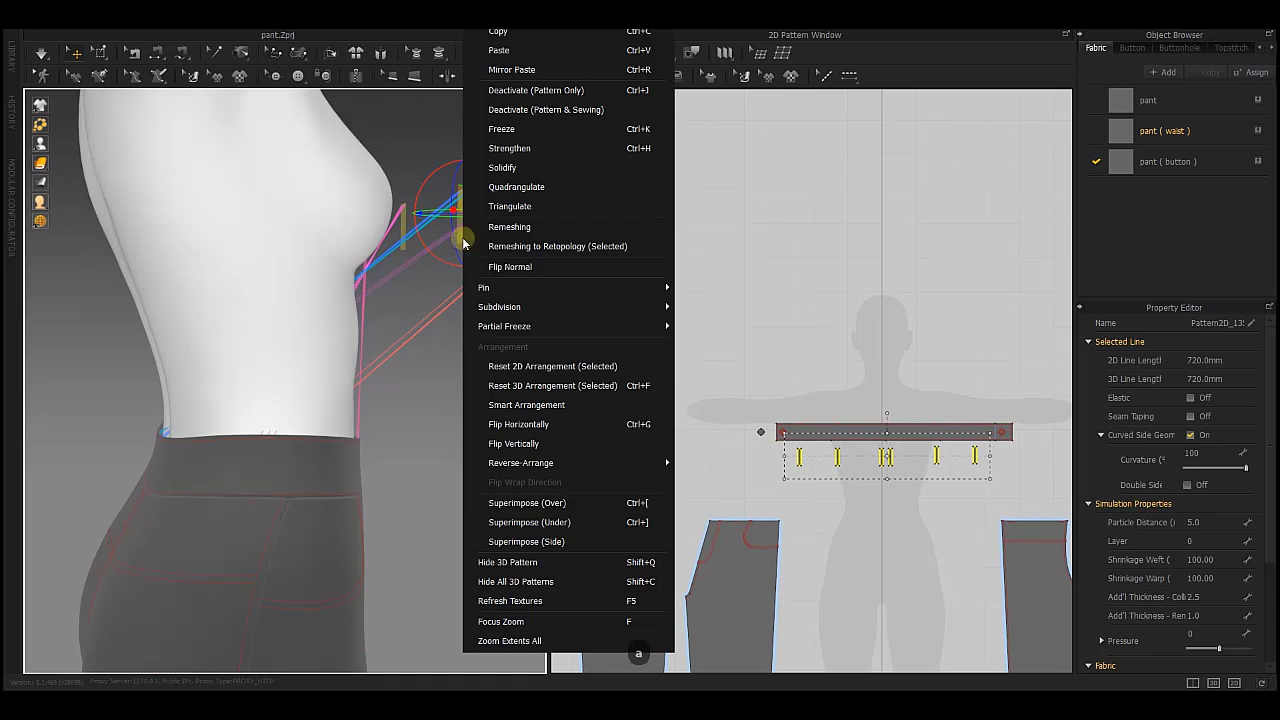 pant.Zprj
2D Pattern Window
Object Browser
Fabric
Button
Buttonhole
Topstitch
+ Add
Copy
Assign
pant
pant ( waist )
pant ( button )
LIBRARY
HISTORY
MODULAR CONFIGURATOR
Copy Ctrl+C
Paste Ctrl+V
Mirror Paste Ctrl+R
Deactivate (Pattern Only) Ctrl+J
Deactivate (Pattern & Sewing)
Freeze Ctrl+K
Strengthen Ctrl+H
Solidify
Quadrangulate
Triangulate
Remeshing
Remeshing to Retopology (Selected)
Flip Normal
Pin
Subdivision
Partial Freeze
Arrangement
Reset 2D Arrangement (Selected)
Reset 3D Arrangement (Selected) Ctrl+F
Smart Arrangement
Flip Horizontally Ctrl+G
Flip Vertically
Reverse-Arrange
Flip Wrap Direction
Superimpose (Over) Ctrl+[
Superimpose (Under) Ctrl+]
Superimpose (Side)
Hide 3D Pattern Shift+Q
Hide All 3D Patterns Shift+C
Refresh Textures F5
Focus Zoom F
Zoom Extents All
a
Property Editor
Name Pattern2D_13
Selected Line
2D Line Lengt 720.0mm
3D Line Lengt 720.0mm
Elastic Off
Seam Taping Off
Curved Side Geom On
Curvature (% 100
Double Side Off
Simulation Properties
Particle Distance ( 5.0
Layer 0
Shrinkage Weft ( 100.00
Shrinkage Warp ( 100.00
Add'l Thickness - Coll 2.5
Add'l Thickness - Ren 1.0
Pressure 0
Fabric
3D
2D